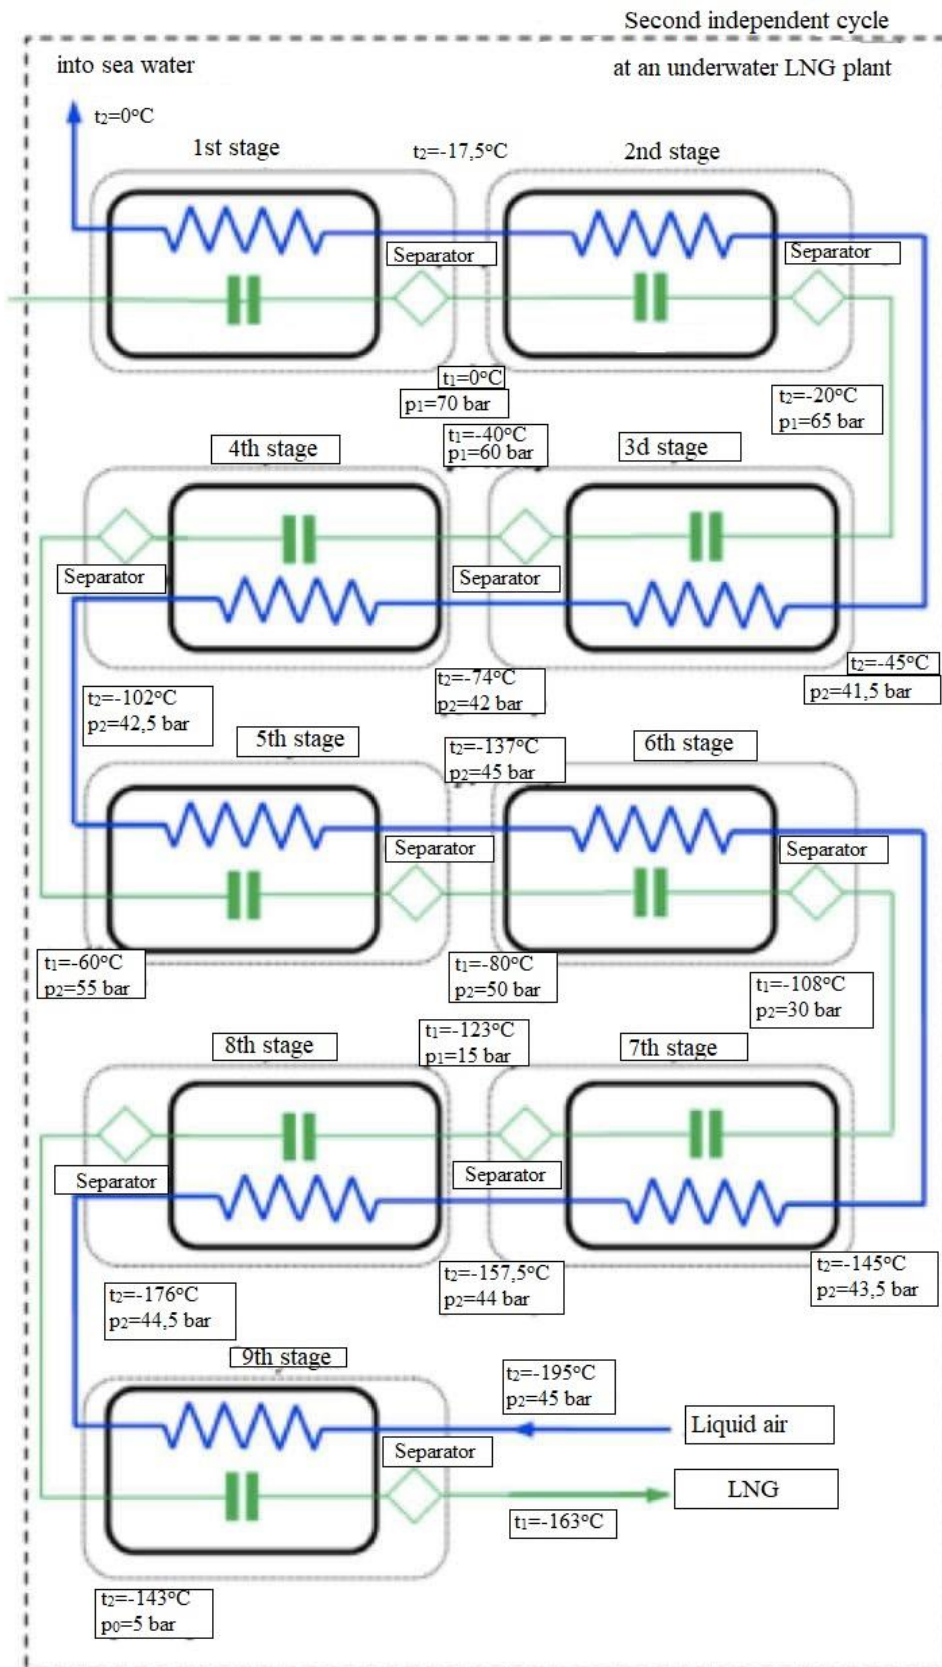 Second independent cycle
into sea water
at an underwater LNG plant
t₂=0°C
1st stage
t₂=-17,5°C
2nd stage
Separator
Separator
t₁=0°C
p₁=70 bar
t₂=-20°C
p₁=65 bar
4th stage
t₁=-40°C
p₁=60 bar
3d stage
Separator
Separator
t₂=-45°C
p₂=41,5 bar
t₂=-74°C
p₂=42 bar
t₂=-102°C
p₂=42,5 bar
5th stage
t₂=-137°C
p₂=45 bar
6th stage
Separator
Separator
t₁=-60°C
p₂=55 bar
t₁=-80°C
p₂=50 bar
t₁=-108°C
p₂=30 bar
8th stage
t₁=-123°C
p₁=15 bar
7th stage
Separator
Separator
t₂=-157,5°C
p₂=44 bar
t₂=-145°C
p₂=43,5 bar
t₂=-176°C
p₂=44,5 bar
9th stage
t₂=-195°C
p₂=45 bar
Liquid air
Separator
LNG
t₁=-163°C
t₂=-143°C
p₀=5 bar